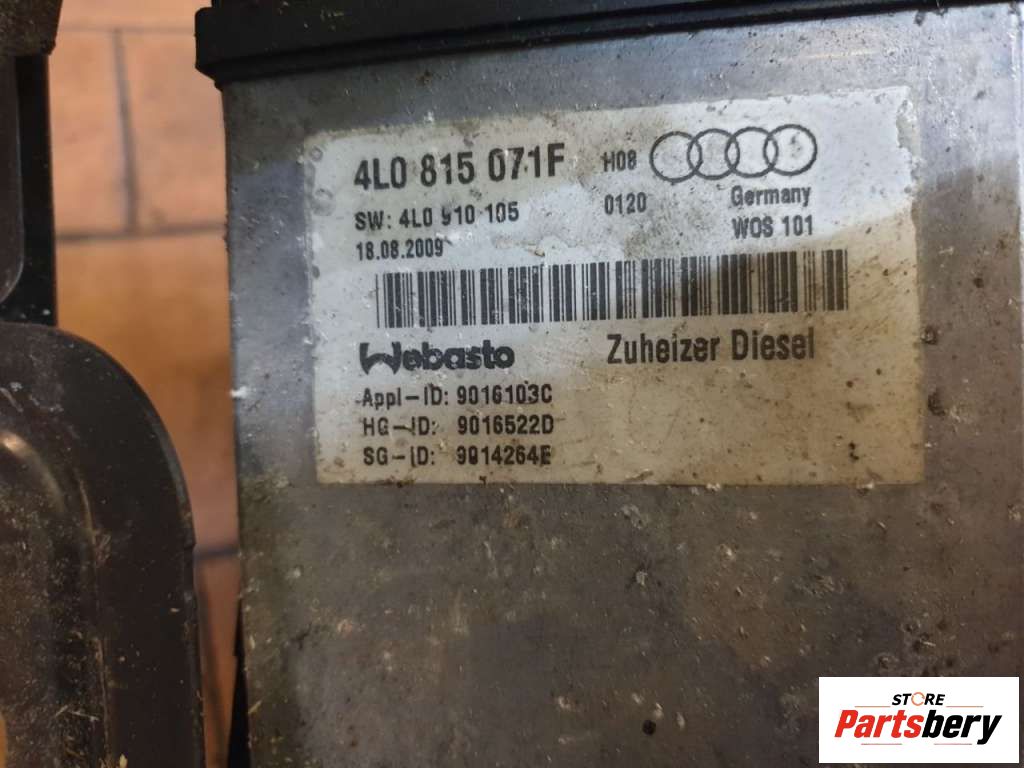 4L0 815 071F H08
SW: 4L0 910 105 0120 Germany
18.08.2009 WOS 101
Webasto Zuheizer Diesel
Appl-ID: 9016103C
HG-ID: 9016522D
SG-ID: 9014264E
STORE
Partsbery